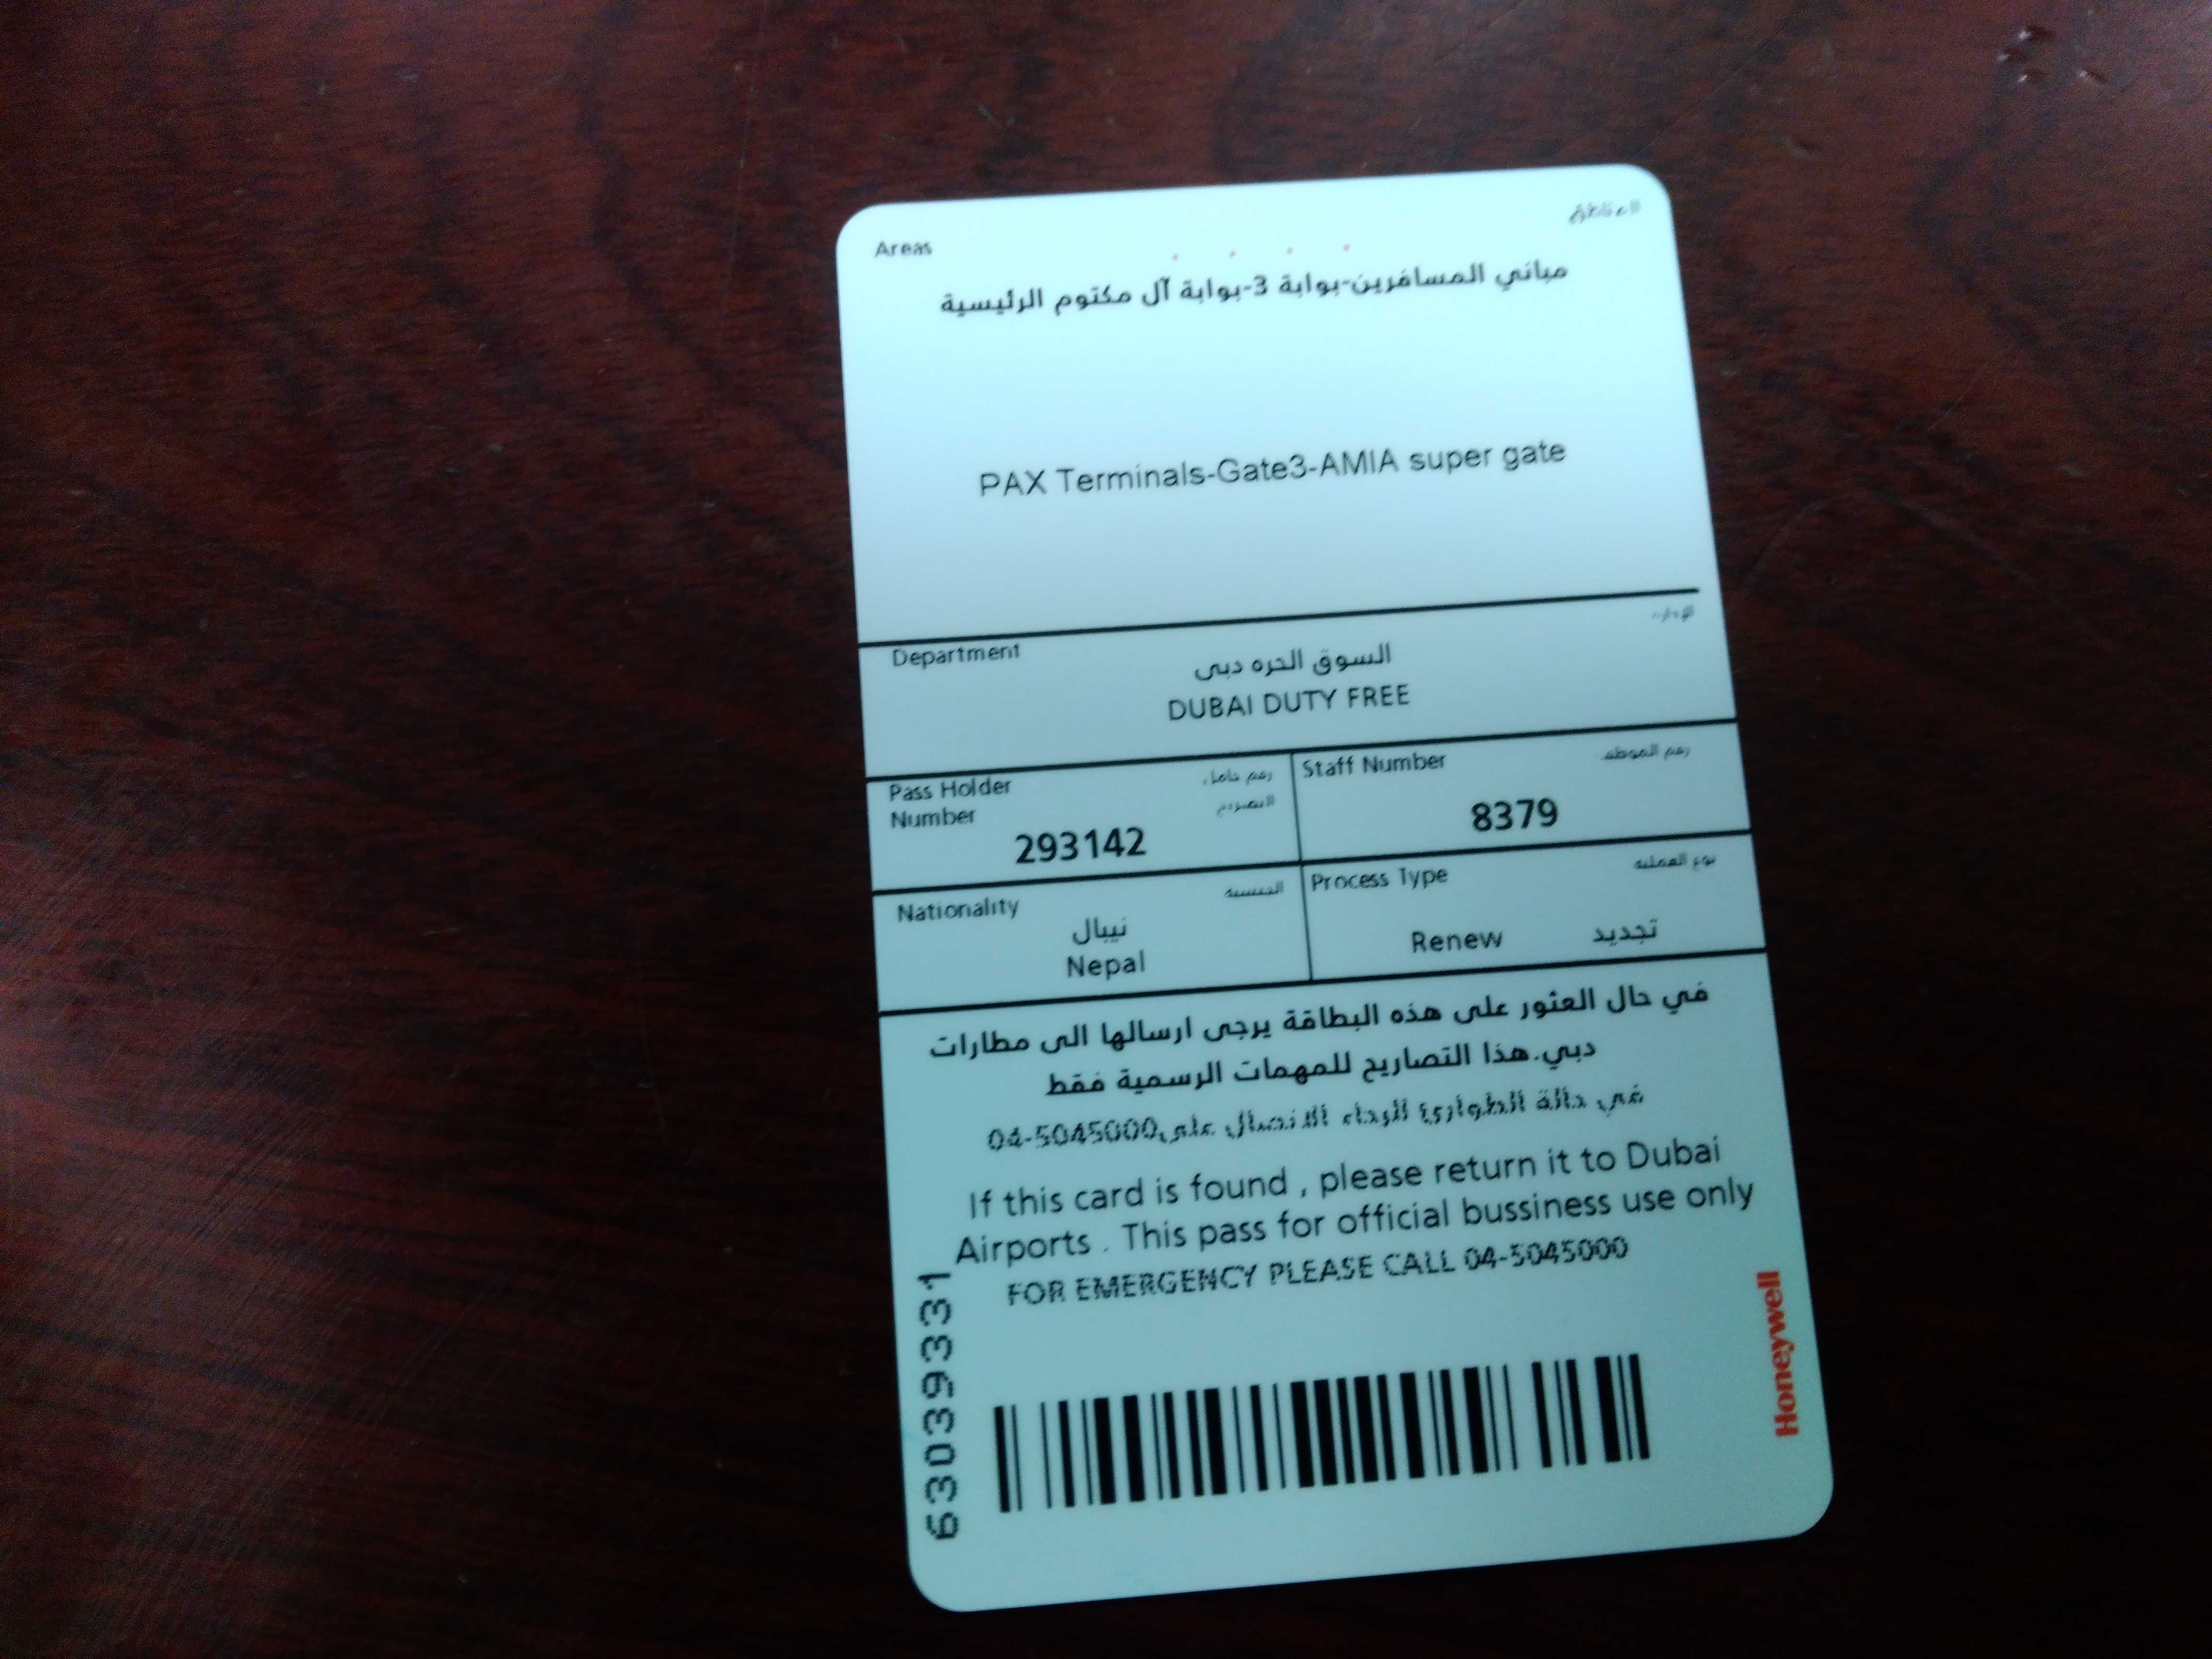 Areas المناطق
مباني المسافرين-بوابة 3-بوابة آل مكتوم الرئيسية
PAX Terminals-Gate3-AMIA super gate
Department
السوق الحره دبي
DUBAI DUTY FREE
Pass Holder رقم حامل
Number التصريح
293142
Staff Number رقم الموظف
8379
Nationality الجنسية
نيبال
Nepal
Process Type نوع العملية
Renew تجديد
في حال العثور على هذه البطاقة يرجى ارسالها الى مطارات
دبي.هذا التصاريح للمهمات الرسمية فقط
في حالة الطوارئ الرجاء الاتصال على04-5045000
If this card is found , please return it to Dubai
Airports . This pass for official bussiness use only
FOR EMERGENCY PLEASE CALL 04-5045000
630399331
Honeywell